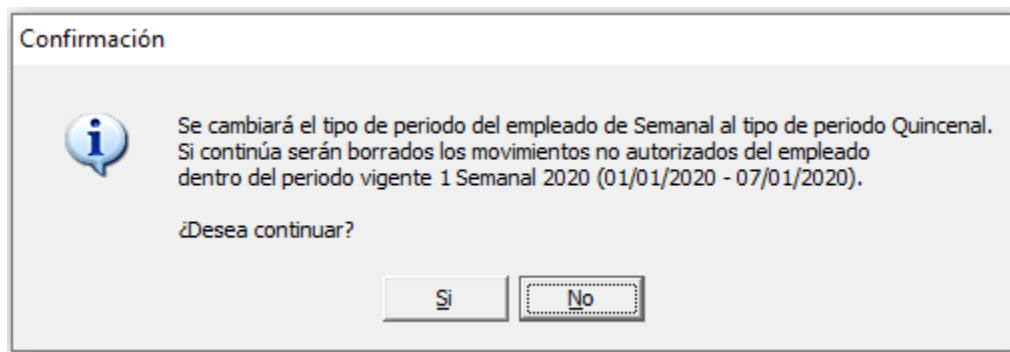 Confirmación
Se cambiará el tipo de periodo del empleado de Semanal al tipo de periodo Quincenal.
Si continúa serán borrados los movimientos no autorizados del empleado
dentro del periodo vigente 1 Semanal 2020 (01/01/2020 - 07/01/2020).
¿Desea continuar?
Si No